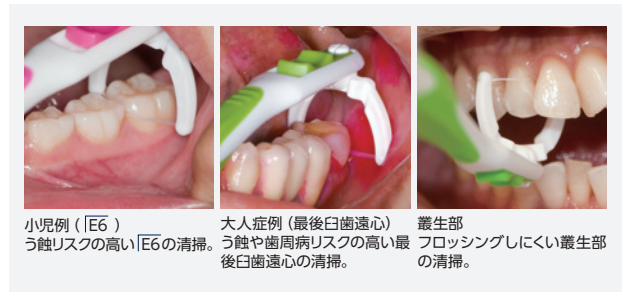 小児例（E6）
う蝕リスクの高いE6の清掃。
大人症例（最後臼歯遠心）
う蝕や歯周病リスクの高い最
後臼歯遠心の清掃。
叢生部
フロッシングしにくい叢生部
の清掃。